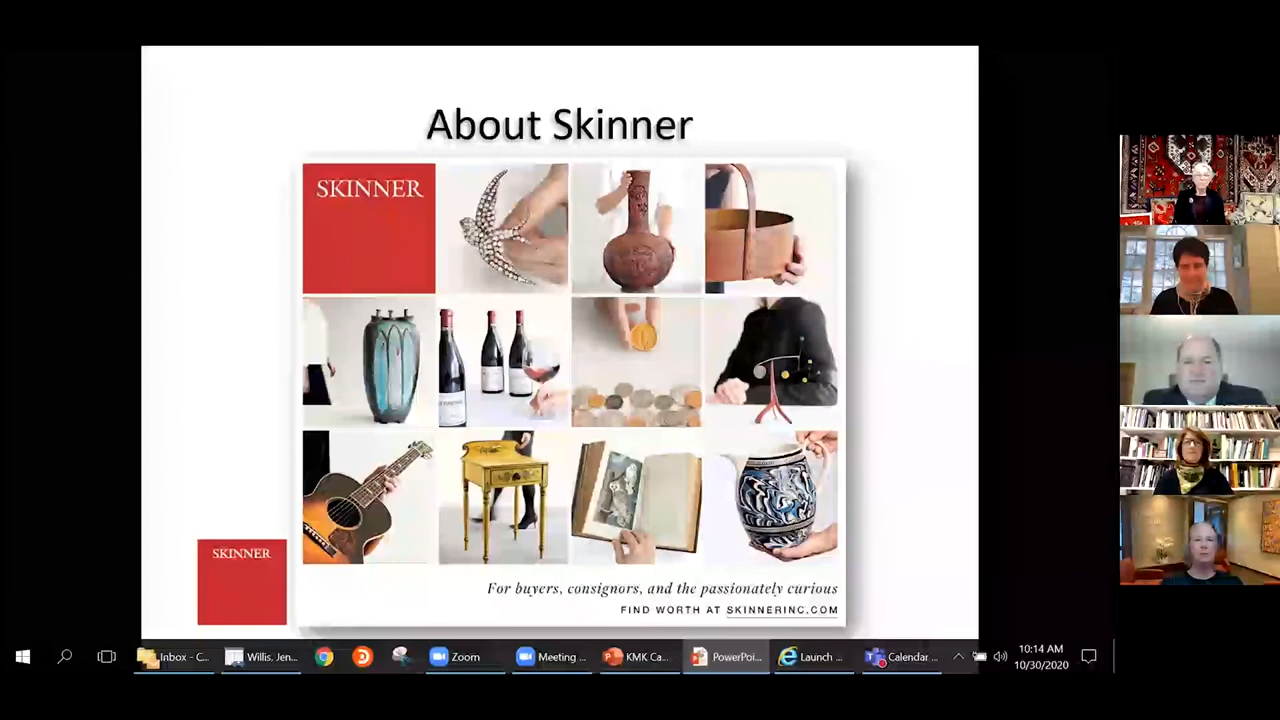 About Skinner
SKINNER
SKINNER
For buyers, consignors, and the passionately curious
FIND WORTH AT SKINNERINC.COM
Inbox - C...
Willis, Jen...
Zoom
Meeting ...
KMK Ca...
PowerPoi...
Launch ...
Calendar ...
10:14 AM
10/30/2020